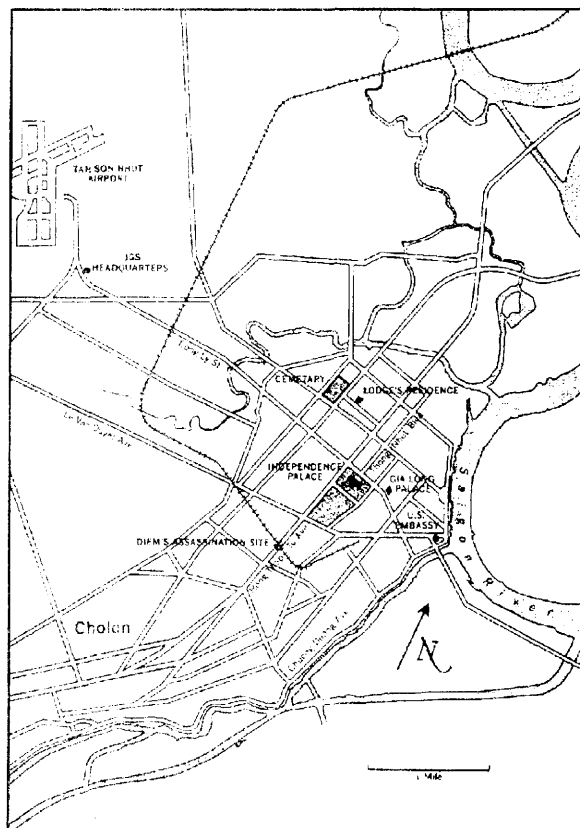 TAN SON NHUT
AIRPORT
JGS
HEADQUARTERS
CEMETARY
LODGE'S RESIDENCE
INDEPENDENCE
PALACE
GIA LONG
PALACE
U.S.
EMBASSY
DIEM'S ASSASSINATION SITE
Cholon
Saigon River
N
1 Mile